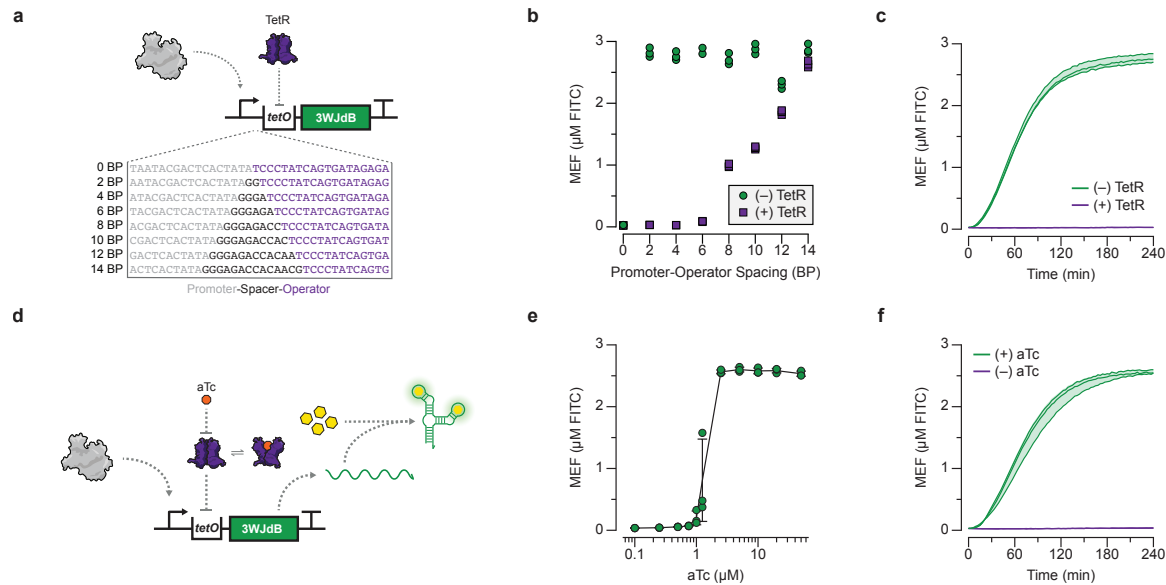 a
TetR
tetO
3WJdB
0 BP TAATACGACTCACTATATCCCTATCAGTGATAGAGA
2 BP AATACGACTCACTATAGGTCCCTATCAGTGATAGAG
4 BP ATACGACTCACTATAGGGATCCCTATCAGTGATAGA
6 BP TACGACTCACTATAGGGAGATCCCTATCAGTGATAG
8 BP ACGACTCACTATAGGGAGACCTCCCTATCAGTGATA
10 BP CGACTCACTATAGGGAGACCACTCCCTATCAGTGAT
12 BP GACTCACTATAGGGAGACCACAATCCCTATCAGTGA
14 BP ACTCACTATAGGGAGACCACAACGTCCCTATCAGTG
Promoter-Spacer-Operator
b
MEF (µM FITC)
3
2
1
0
(–) TetR
(+) TetR
0 2 4 6 8 10 12 14
Promoter-Operator Spacing (BP)
c
MEF (µM FITC)
3
2
1
0
(–) TetR
(+) TetR
0 60 120 180 240
Time (min)
d
aTc
tetO
3WJdB
e
MEF (µM FITC)
3
2
1
0
0.1 1 10
aTc (µM)
f
MEF (µM FITC)
3
2
1
0
(+) aTc
(–) aTc
0 60 120 180 240
Time (min)